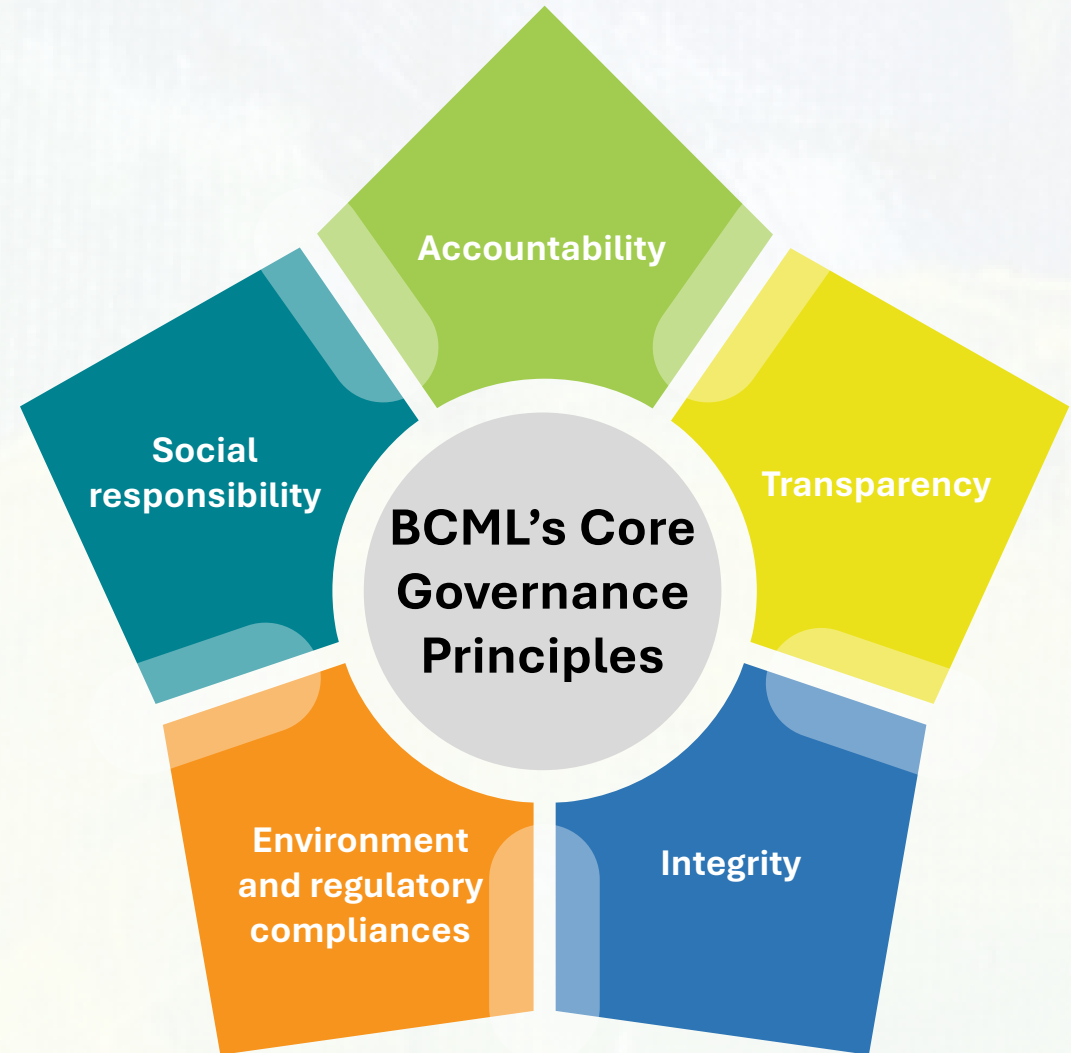 Accountability
Transparency
Integrity
Environment
and regulatory
compliances
Social
responsibility
BCML’s Core
Governance
Principles